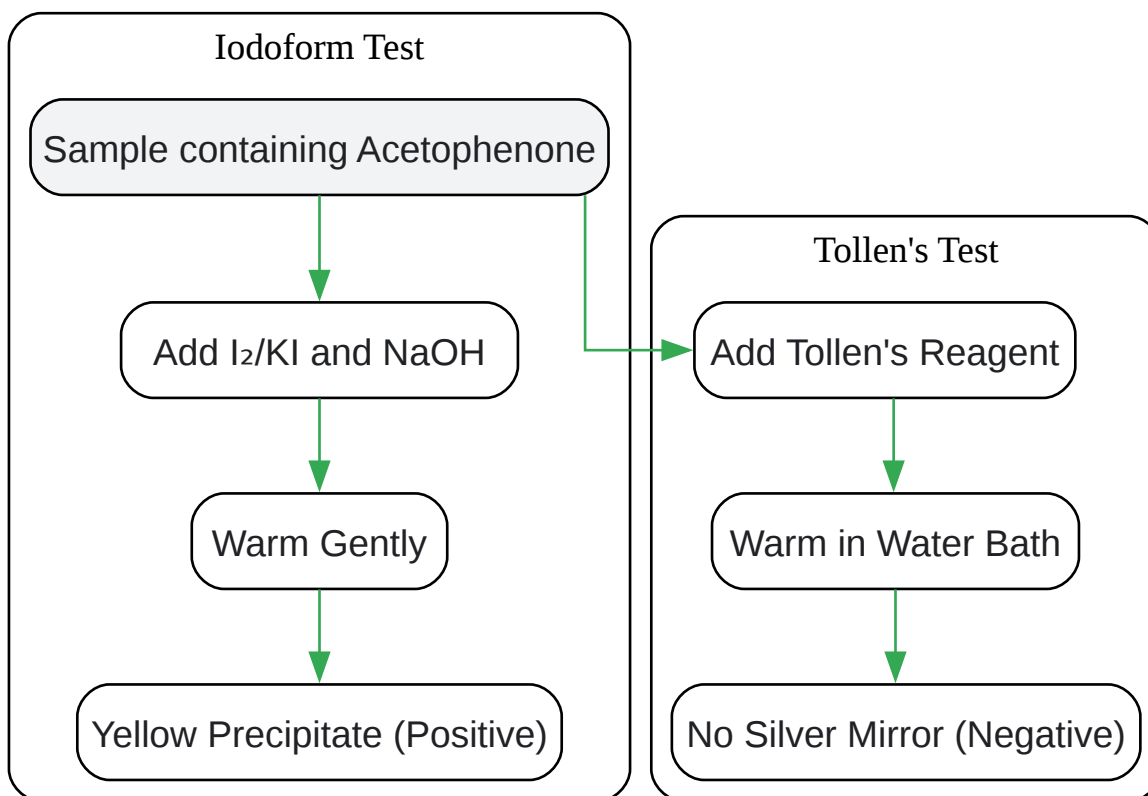 Iodoform Test
Sample containing Acetophenone
Add I₂/KI and NaOH
Warm Gently
Yellow Precipitate (Positive)
Tollen's Test
Add Tollen's Reagent
Warm in Water Bath
No Silver Mirror (Negative)